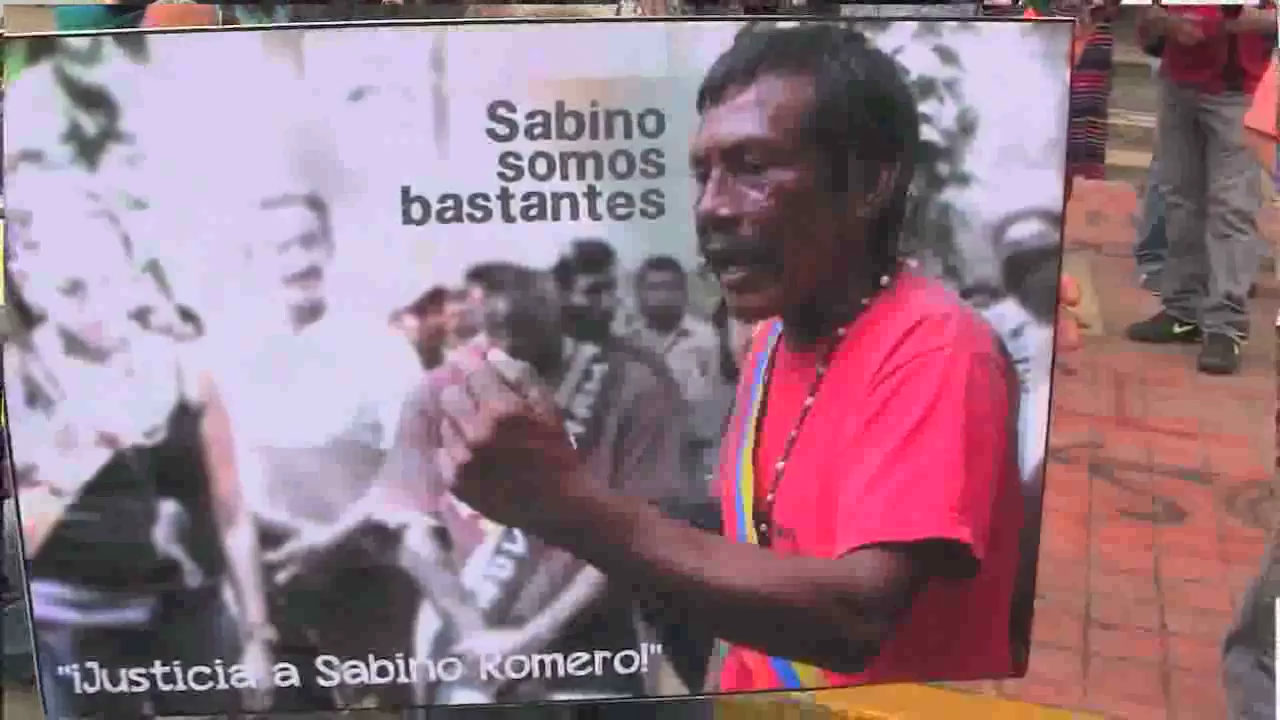 Sabino
somos
bastantes
"¡Justicia a Sabino Romero!"